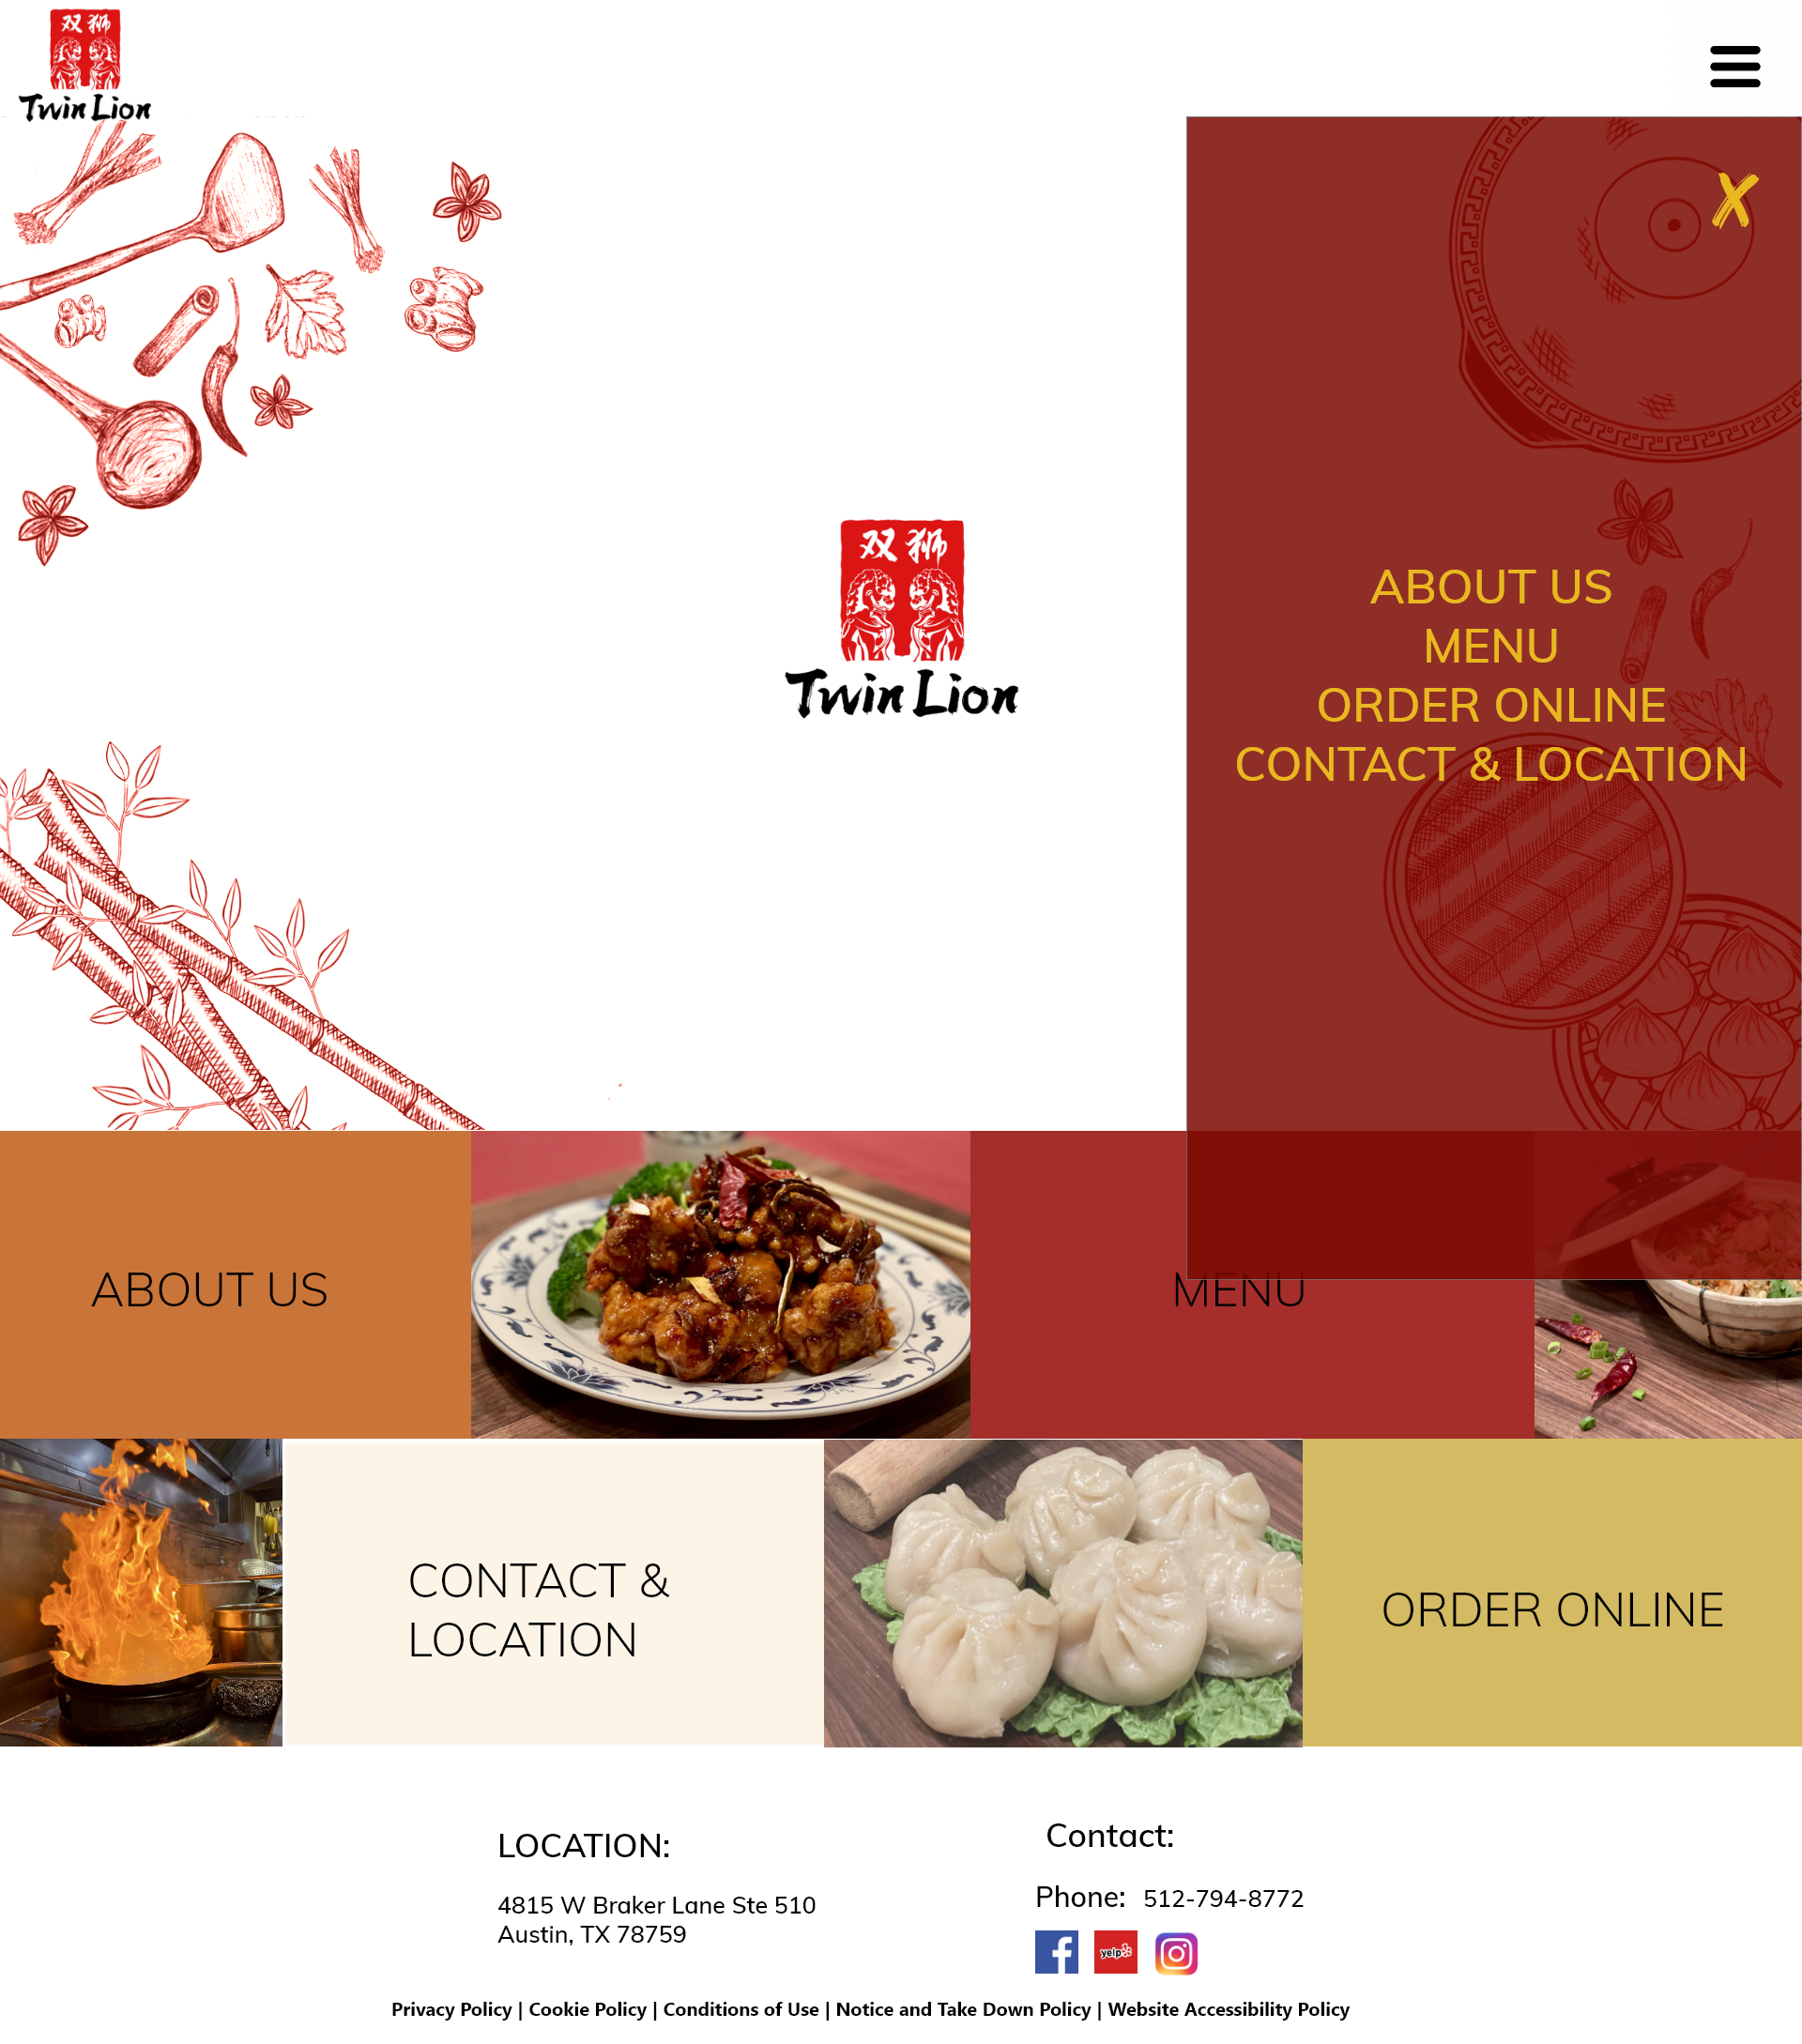 双狮
Twin Lion
X
双狮
Twin Lion
ABOUT US
MENU
ORDER ONLINE
CONTACT & LOCATION
ABOUT US
MENU
CONTACT &
LOCATION
ORDER ONLINE
LOCATION:
4815 W Braker Lane Ste 510
Austin, TX 78759
Contact:
Phone: 512-794-8772
f
yelp
Privacy Policy | Cookie Policy | Conditions of Use | Notice and Take Down Policy | Website Accessibility Policy